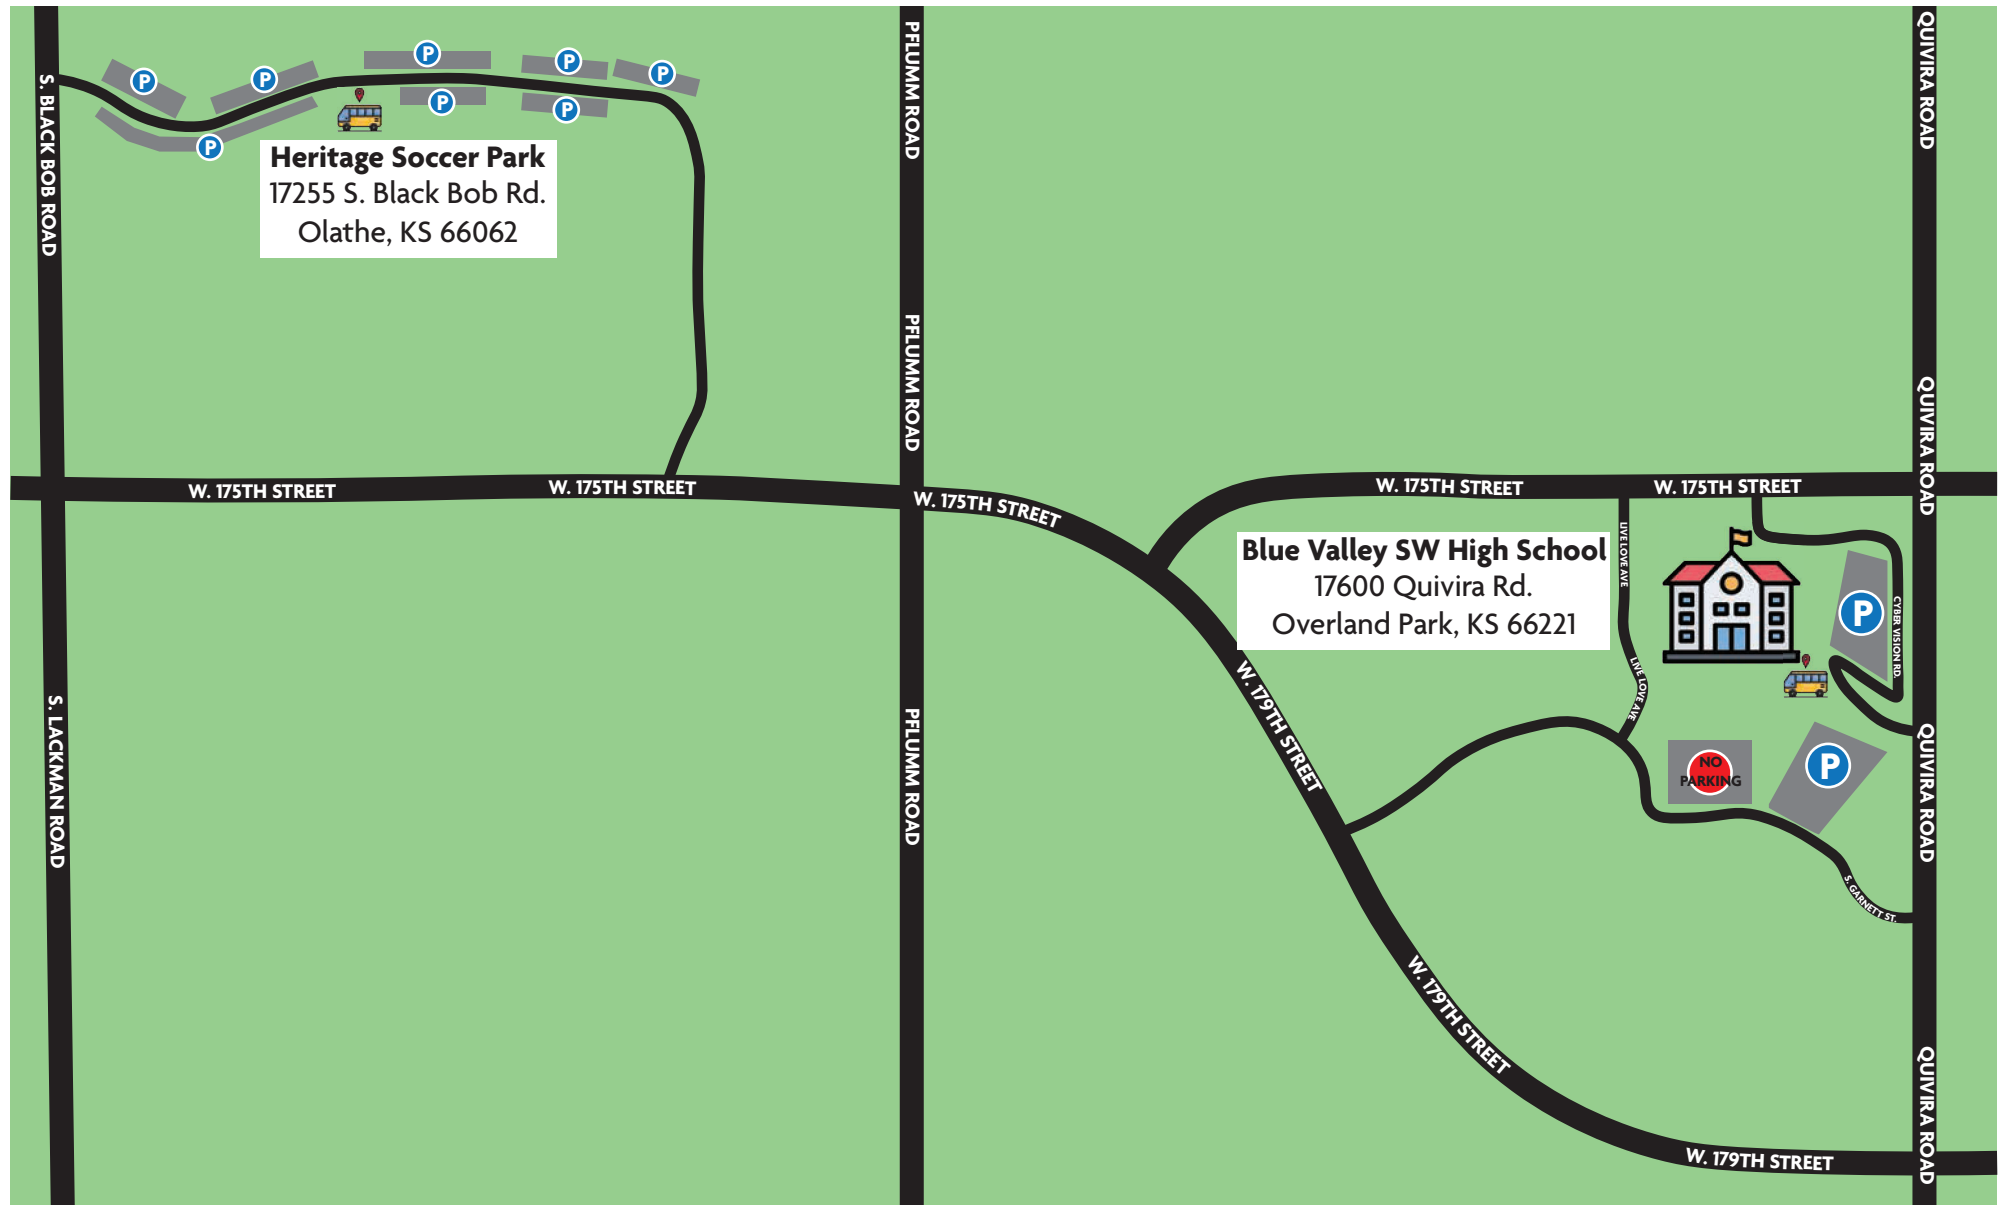 P
P
P
P
P
P
P
P
P
Heritage Soccer Park
17255 S. Black Bob Rd.
Olathe, KS 66062
S. BLACK BOB ROAD
S. LACKMAN ROAD
PFLUMM ROAD
PFLUMM ROAD
PFLUMM ROAD
QUIVIRA ROAD
QUIVIRA ROAD
QUIVIRA ROAD
QUIVIRA ROAD
W. 175TH STREET
W. 175TH STREET
W. 175TH STREET
W. 175TH STREET
W. 175TH STREET
Blue Valley SW High School
17600 Quivira Rd.
Overland Park, KS 66221
LIVE LOVE AVE
LIVE LOVE AVE
P
CYBER VISION RD.
NO
PARKING
P
S. GARNETT ST.
W. 179TH STREET
W. 179TH STREET
W. 179TH STREET